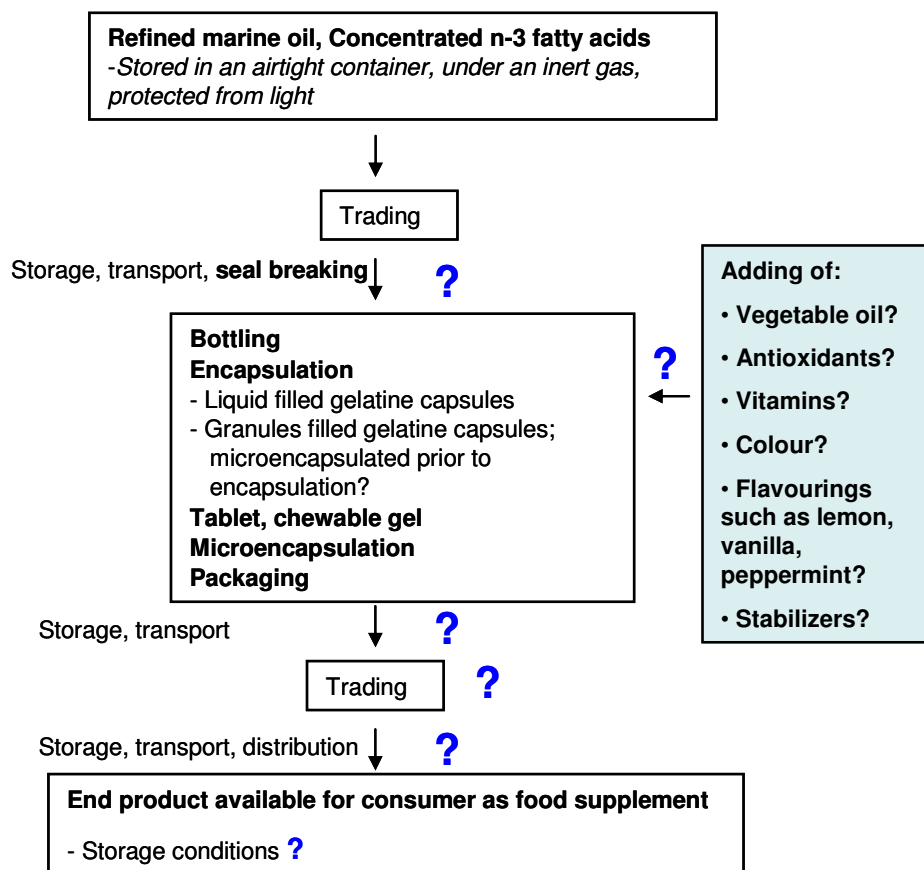 Refined marine oil, Concentrated n-3 fatty acids
-Stored in an airtight container, under an inert gas,
protected from light
Trading
Storage, transport, seal breaking
?
Bottling
Encapsulation
- Liquid filled gelatine capsules
- Granules filled gelatine capsules;
microencapsulated prior to
encapsulation?
Tablet, chewable gel
Microencapsulation
Packaging
?
Adding of:
• Vegetable oil?
• Antioxidants?
• Vitamins?
• Colour?
• Flavourings
such as lemon,
vanilla,
peppermint?
• Stabilizers?
Storage, transport
?
Trading
?
Storage, transport, distribution
?
End product available for consumer as food supplement
- Storage conditions ?